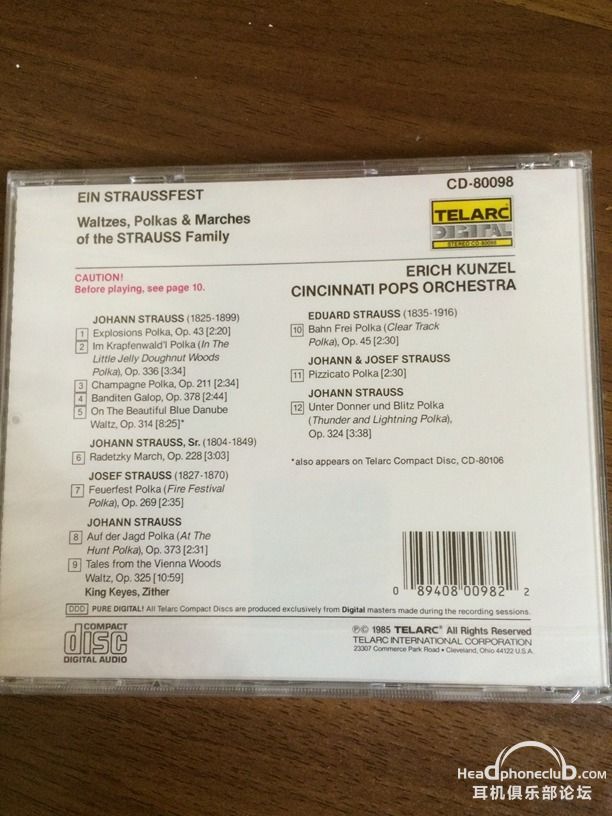 EIN STRAUSSFEST
Waltzes, Polkas & Marches
of the STRAUSS Family
CD-80098
TELARC
DIGITAL
STEREO CD-80098
CAUTION!
Before playing, see page 10.
ERICH KUNZEL
CINCINNATI POPS ORCHESTRA
JOHANN STRAUSS (1825-1899)
1 Explosions Polka, Op. 43 [2:20]
2 Im Krapfenwald'l Polka (In The
Little Jelly Doughnut Woods
Polka), Op. 336 [3:34]
3 Champagne Polka, Op. 211 [2:34]
4 Banditen Galop, Op. 378 [2:44]
5 On The Beautiful Blue Danube
Waltz, Op. 314 [8:25]*
JOHANN STRAUSS, Sr. (1804-1849)
6 Radetzky March, Op. 228 [3:03]
JOSEF STRAUSS (1827-1870)
7 Feuerfest Polka (Fire Festival
Polka), Op. 269 [2:35]
JOHANN STRAUSS
8 Auf der Jagd Polka (At The
Hunt Polka), Op. 373 [2:31]
9 Tales from the Vienna Woods
Waltz, Op. 325 [10:59]
King Keyes, Zither
EDUARD STRAUSS (1835-1916)
10 Bahn Frei Polka (Clear Track
Polka), Op. 45 [2:30]
JOHANN & JOSEF STRAUSS
11 Pizzicato Polka [2:30]
JOHANN STRAUSS
12 Unter Donner und Blitz Polka
(Thunder and Lightning Polka),
Op. 324 [3:38]
*also appears on Telarc Compact Disc, CD-80106
0 89408 00982 2
DDD PURE DIGITAL! All Telarc Compact Discs are produced exclusively from Digital masters made during the recording sessions.
COMPACT
disc
DIGITAL AUDIO
℗© 1985 TELARC® All Rights Reserved
TELARC INTERNATIONAL CORPORATION
23307 Commerce Park Road • Cleveland, Ohio 44122 U.S.A.
Headphoneclub.com
耳机俱乐部论坛